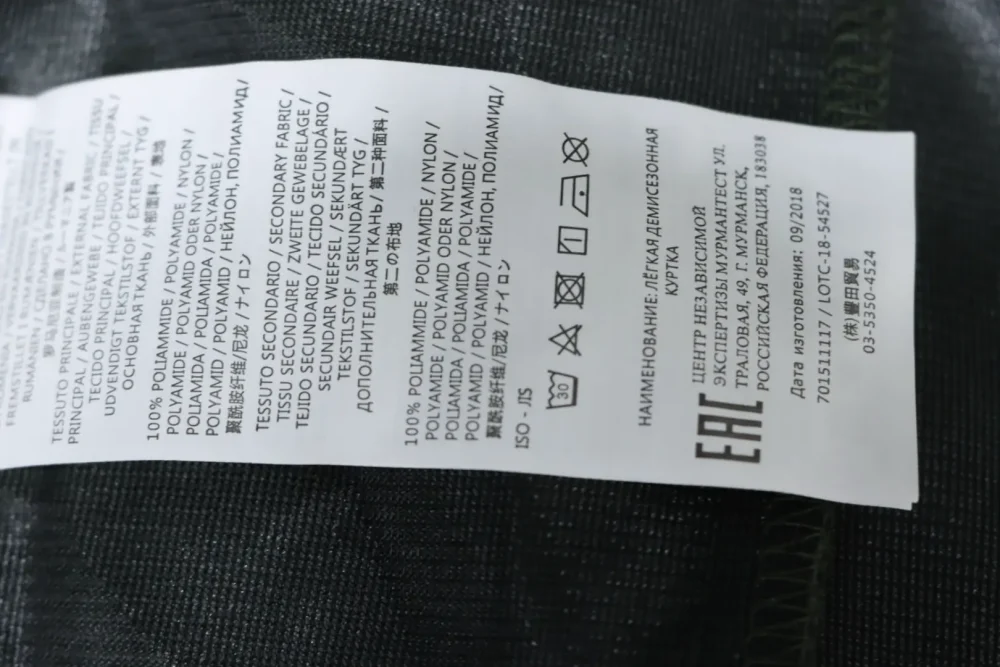 FREMSTILLET I
RUMÆNIEN /
TESSUTO PRINCIPALE / EXTERNAL FABRIC / TISSU
PRINCIPAL / AUBENGEWEBE / TEJIDO PRINCIPAL /
TECIDO PRINCIPAL / HOOFDWEEFSEL /
UDVENDIGT TEKSTILSTOF / EXTERNT TYG /
ОСНОВНАЯ ТКАНЬ / 外部面料 / 表地
100% POLIAMMIDE / POLYAMIDE / NYLON /
POLYAMIDE / POLYAMID ODER NYLON /
POLIAMIDA / POLIAMIDA / POLYAMIDE /
POLYAMID / POLYAMID / НЕЙЛОН, ПОЛИАМИД/
聚酰胺纤维/尼龙 / ナイロン
TESSUTO SECONDARIO / SECONDARY FABRIC /
TISSU SECONDAIRE / ZWEITE GEWEBELAGE /
TEJIDO SECUNDARIO / TECIDO SECUNDÁRIO /
SECUNDAIR WEEFSEL / SEKUNDÆRT
TEKSTILSTOF / SEKUNDÄRT TYG /
ДОПОЛНИТЕЛЬНАЯ ТКАНЬ/ 第二种面料 /
第二の布地
100% POLIAMMIDE / POLYAMIDE / NYLON /
POLYAMIDE / POLYAMID ODER NYLON /
POLIAMIDA / POLIAMIDA / POLYAMIDE /
POLYAMID / POLYAMID / НЕЙЛОН, ПОЛИАМИД/
聚酰胺纤维/尼龙 / ナイロン
ISO - JIS
30
НАИМЕНОВАНИЕ: ЛЁГКАЯ ДЕМИСЕЗОННАЯ
КУРТКА
EAC
ЦЕНТР НЕЗАВИСИМОЙ
ЭКСПЕРТИЗЫ МУРМАНТЕСТ УЛ.
ТРАЛОВАЯ, 49, Г. МУРМАНСК,
РОССИЙСКАЯ ФЕДЕРАЦИЯ, 183038
Дата изготовления: 09/2018
701511117 / LOTC-18-54527
(株)豊田貿易
03-5350-4524